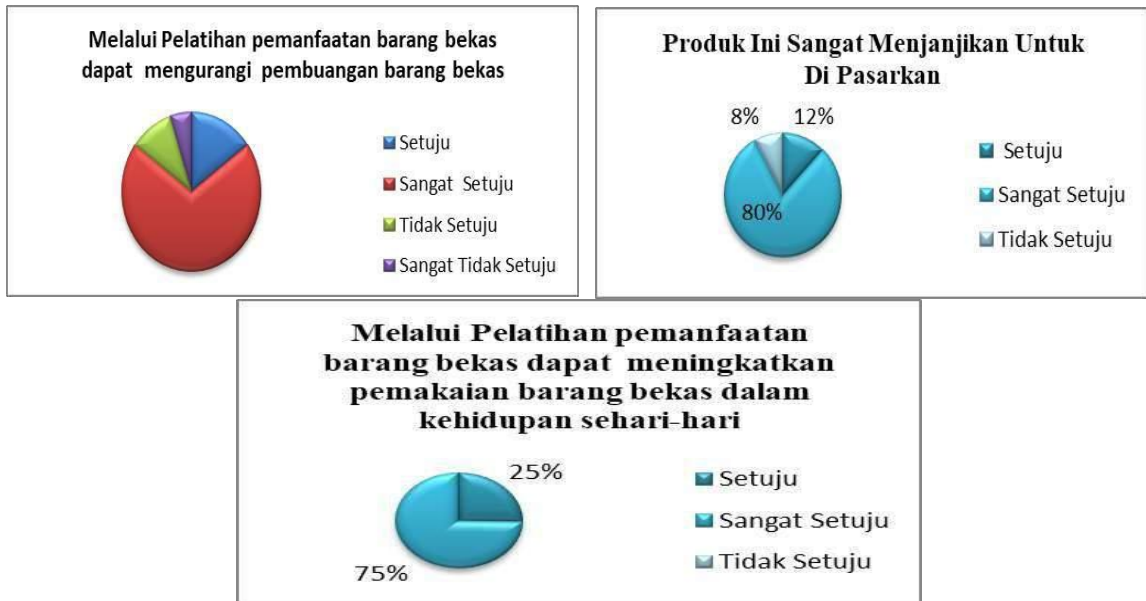 Melalui Pelatihan pemanfaatan barang bekas
dapat mengurangi pembuangan barang bekas
Setuju
Sangat Setuju
Tidak Setuju
Sangat Tidak Setuju
Produk Ini Sangat Menjanjikan Untuk
Di Pasarkan
8%
12%
80%
Setuju
Sangat Setuju
Tidak Setuju
Melalui Pelatihan pemanfaatan
barang bekas dapat meningkatkan
pemakaian barang bekas dalam
kehidupan sehari-hari
25%
75%
Setuju
Sangat Setuju
Tidak Setuju